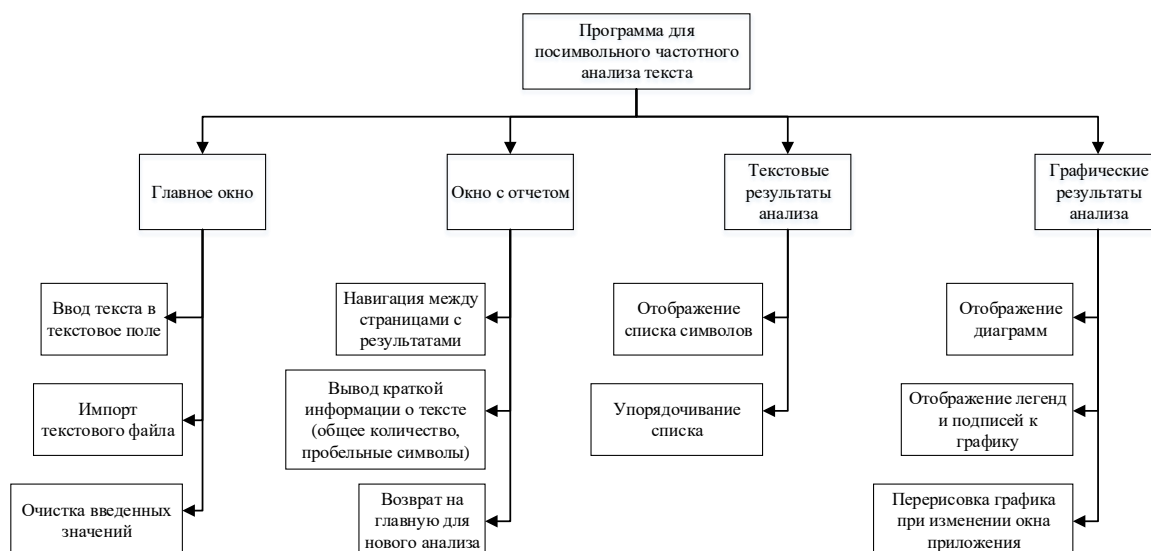 Программа для
посимвольного частотного
анализа текста
Главное окно
Окно с отчетом
Текстовые
результаты
анализа
Графические
результаты
анализа
Ввод текста в
текстовое поле
Навигация между
страницами с
результатами
Отображение
списка символов
Отображение
диаграмм
Импорт
текстового файла
Вывод краткой
информации о тексте
(общее количество,
пробельные символы)
Упорядочивание
списка
Отображение легенд
и подписей к
графику
Очистка введенных
значений
Возврат на
главную для
нового анализа
Перерисовка графика
при изменении окна
приложения